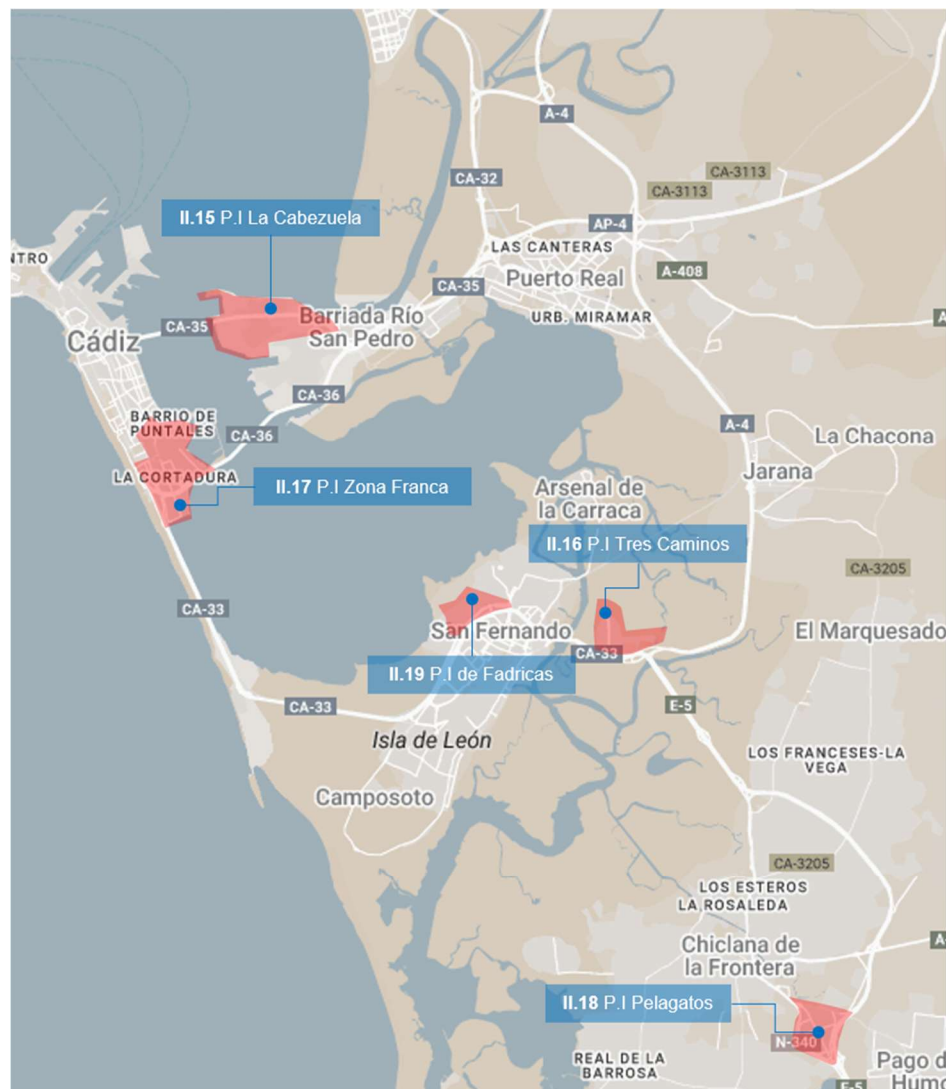 A-4
CA-3113
CA-3113
CA-32
II.15 P.I La Cabezuela
AP-4
NTRO
LAS CANTERAS
A-408
Puerto Real
CA-35
Barriada Río
San Pedro
URB. MIRAMAR
CA-35
Cádiz
CA-36
BARRIO DE
PUNTALES
CA-36
A-4
La Chacona
LA CORTADURA
Jarana
II.17 P.I Zona Franca
Arsenal de
la Carraca
II.16 P.I Tres Caminos
CA-3205
CA-33
San Fernando
El Marquesado
CA-33
II.19 P.I de Fadricas
CA-33
E-5
Isla de León
LOS FRANCESES-LA
VEGA
Camposoto
CA-3205
LOS ESTEROS
LA ROSALEDA
Chiclana de
la Frontera
II.18 P.I Pelagatos
N-340
REAL DE LA
BARROSA
Pago d
Hum
E-5